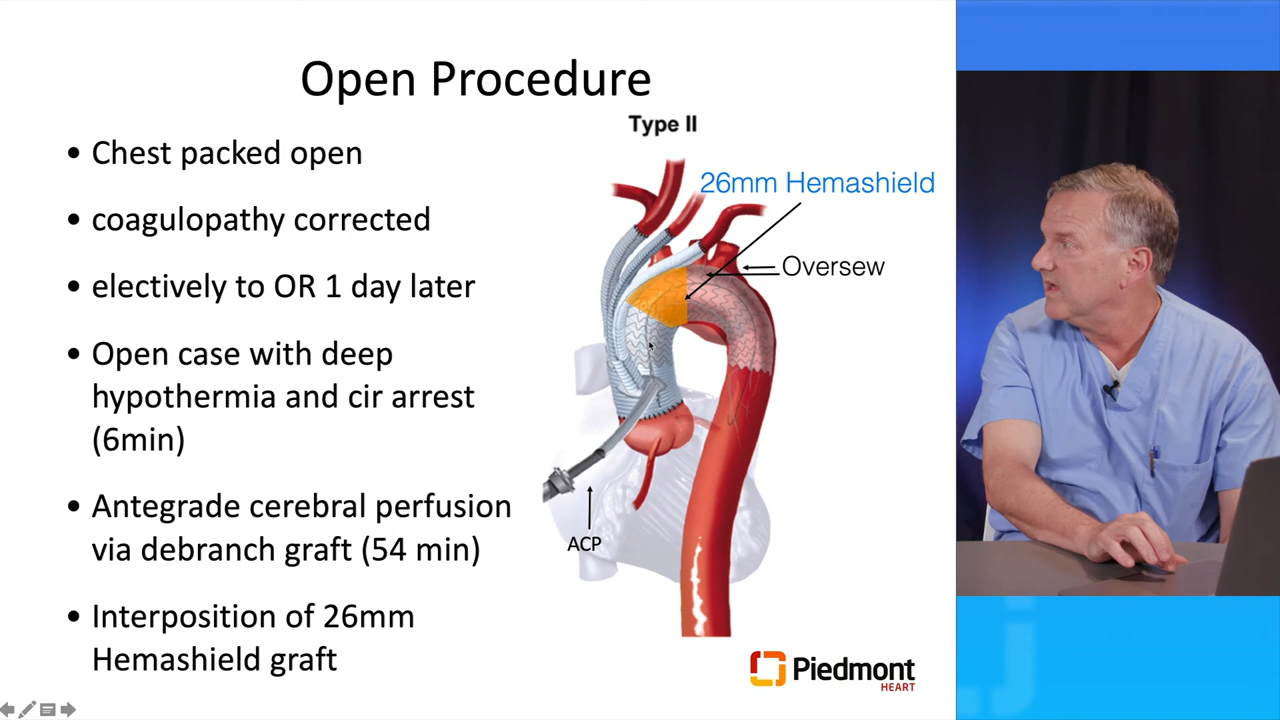 Open Procedure
• Chest packed open
• coagulopathy corrected
• electively to OR 1 day later
• Open case with deep
hypothermia and cir arrest
(6min)
• Antegrade cerebral perfusion
via debranch graft (54 min)
• Interposition of 26mm
Hemashield graft
Type II
26mm Hemashield
Oversew
ACP
Piedmont
HEART